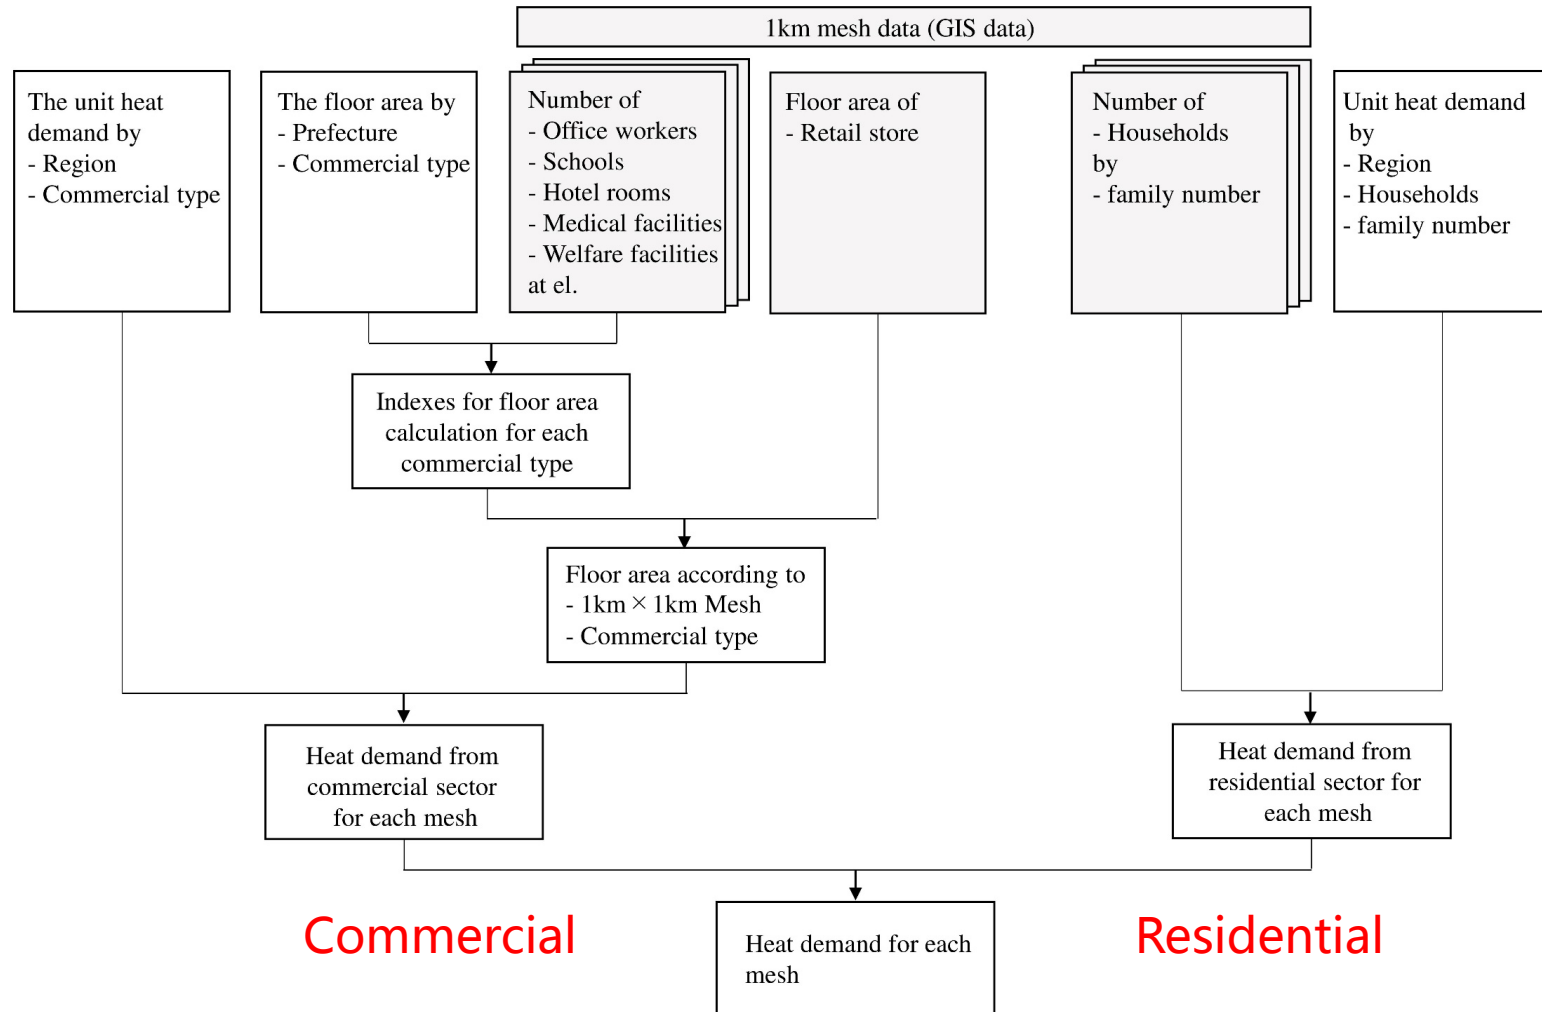 1km mesh data (GIS data)
The unit heat
demand by
- Region
- Commercial type
The floor area by
- Prefecture
- Commercial type
Number of
- Office workers
- Schools
- Hotel rooms
- Medical facilities
- Welfare facilities
at el.
Floor area of
- Retail store
Number of
- Households
by
- family number
Unit heat demand
by
- Region
- Households
- family number
Indexes for floor area
calculation for each
commercial type
Floor area according to
- 1km×1km Mesh
- Commercial type
Heat demand from
commercial sector
for each mesh
Heat demand from
residential sector for
each mesh
Commercial
Residential
Heat demand for each
mesh